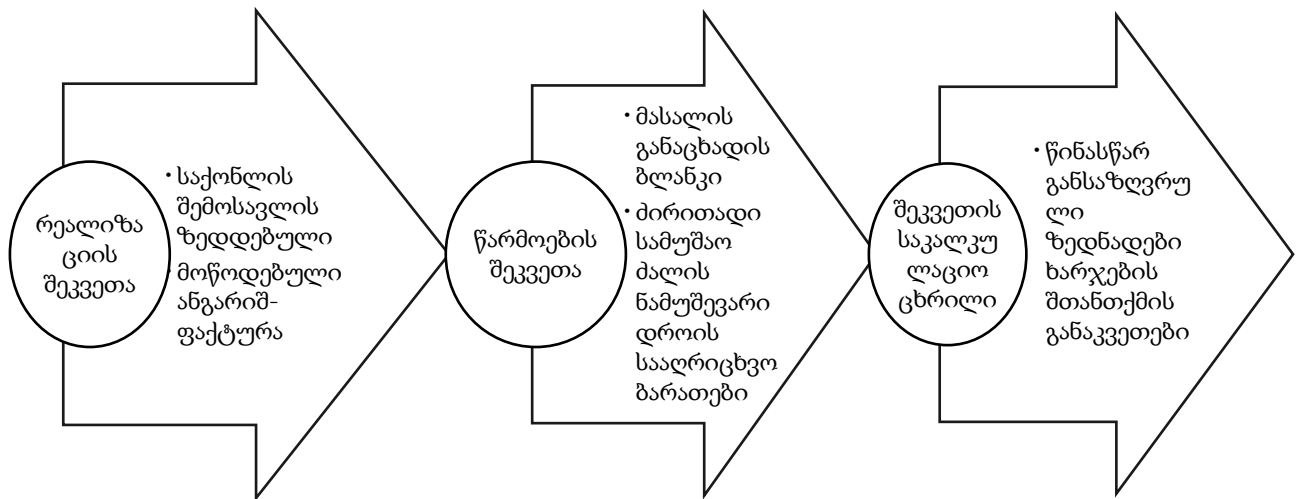 რეალიზა
ციის
შეკვეთა
· საქონლის
შემოსავლის
ზედდებული
· მოწოდებული
ანგარიშ-
ფაქტურა
წარმოების
შეკვეთა
· მასალის
განაცხადის
ბლანკი
· ძირითადი
სამუშაო
ძალის
ნამუშევარი
დროის
სააღრიცხვო
ბარათები
შეკვეთის
საკალკუ
ლაციო
ცხრილი
· წინასწარ
განსაზღვრუ
ლი
ზედნადები
ხარჯების
შთანთქმის
განაკვეთები